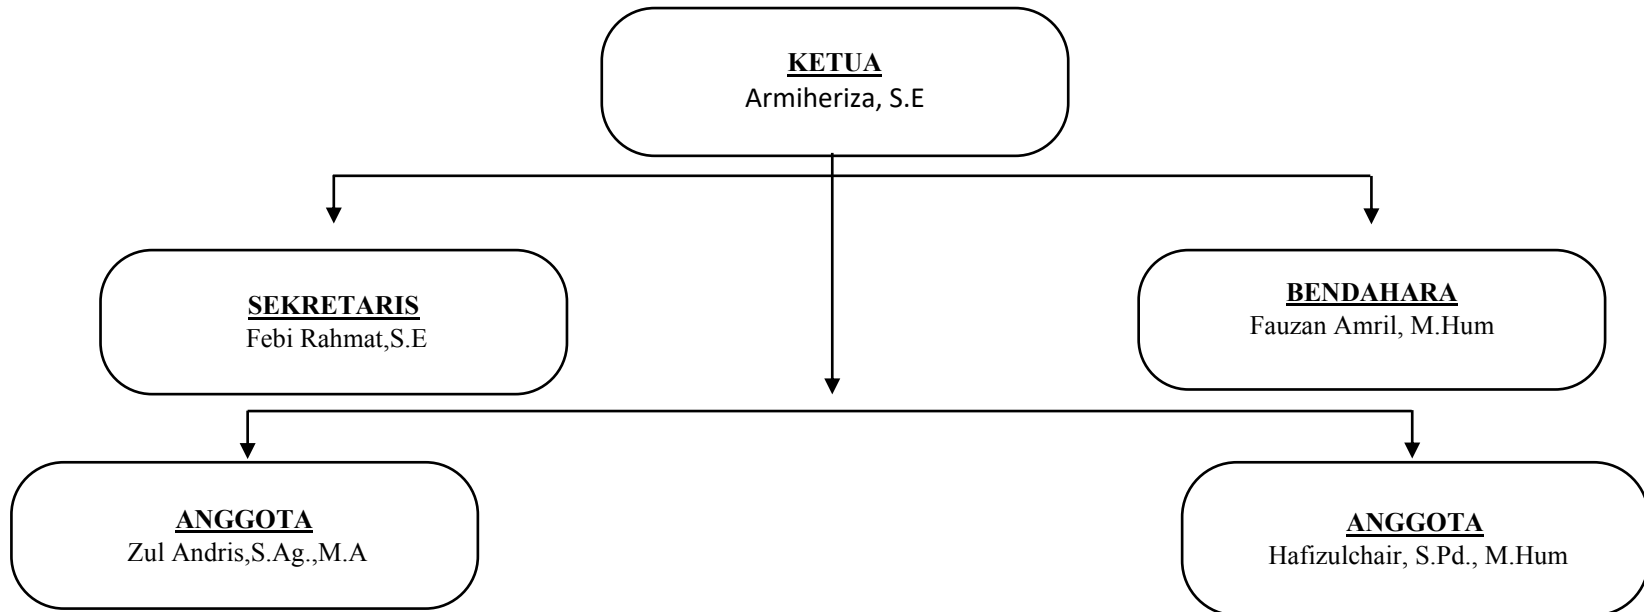 KETUA
Armiheriza, S.E
SEKRETARIS
Febi Rahmat,S.E
BENDAHARA
Fauzan Amril, M.Hum
ANGGOTA
Zul Andris,S.Ag.,M.A
ANGGOTA
Hafizulchair, S.Pd., M.Hum